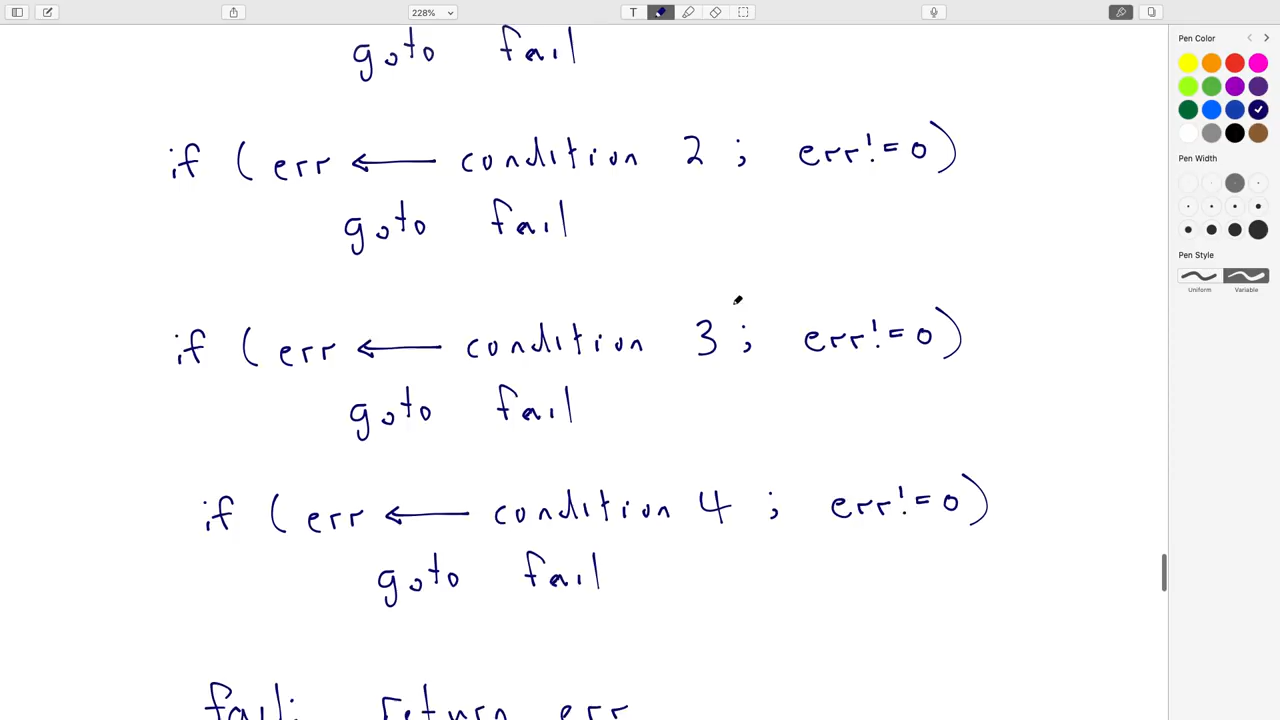 228%
T
goto fail
if ( err ← condition 2 ; err != 0 )
goto fail
if ( err ← condition 3 ; err != 0 )
goto fail
if ( err ← condition 4 ; err != 0 )
goto fail
fail: return err
Pen Color
Pen Width
Pen Style
Uniform Variable